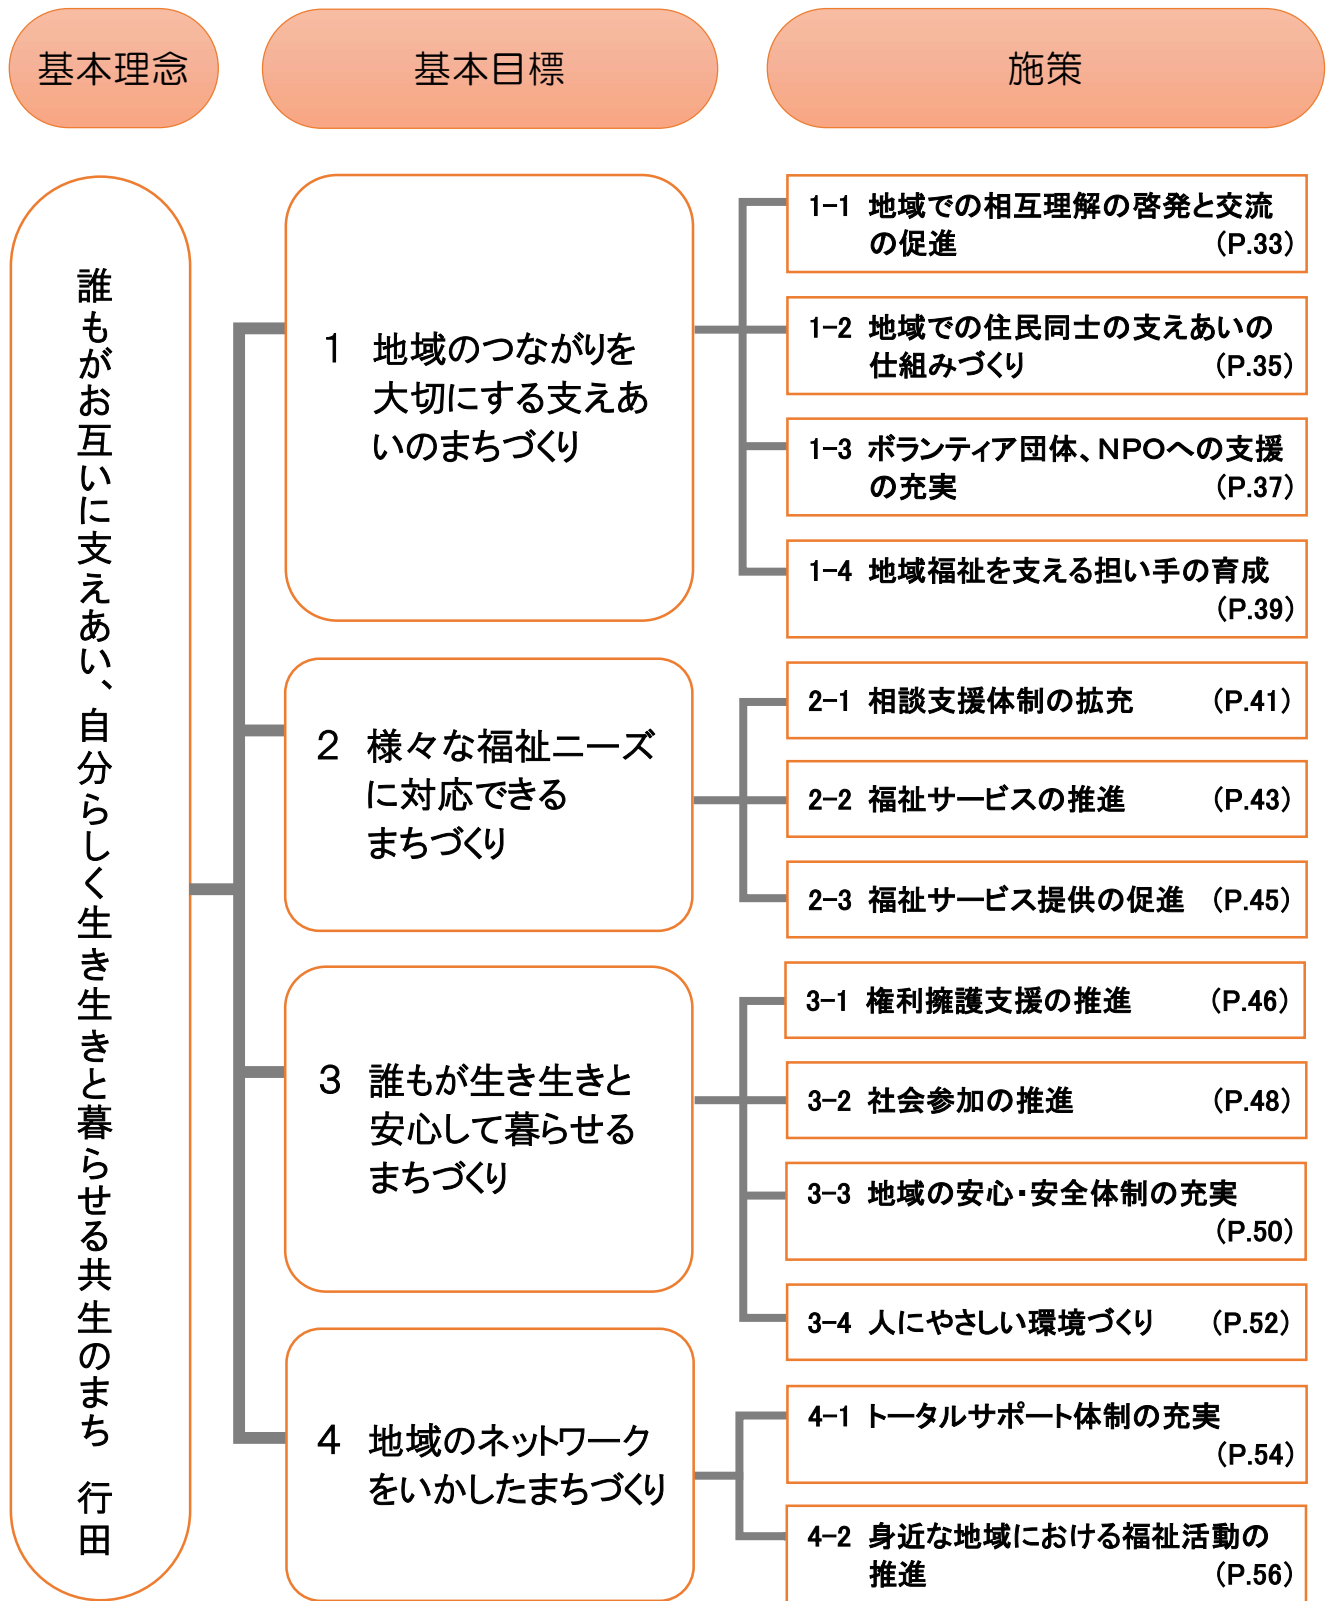 基本理念
基本目標
施策
誰もがお互いに支えあい、自分らしく生き生きと暮らせる共生のまち　行田
1 地域のつながりを
大切にする支えあ
いのまちづくり
1-1 地域での相互理解の啓発と交流
の促進 (P.33)
1-2 地域での住民同士の支えあいの
仕組みづくり (P.35)
1-3 ボランティア団体、NPOへの支援
の充実 (P.37)
1-4 地域福祉を支える担い手の育成
(P.39)
2 様々な福祉ニーズ
に対応できる
まちづくり
2-1 相談支援体制の拡充 (P.41)
2-2 福祉サービスの推進 (P.43)
2-3 福祉サービス提供の促進 (P.45)
3 誰もが生き生きと
安心して暮らせる
まちづくり
3-1 権利擁護支援の推進 (P.46)
3-2 社会参加の推進 (P.48)
3-3 地域の安心・安全体制の充実
(P.50)
3-4 人にやさしい環境づくり (P.52)
4 地域のネットワーク
をいかしたまちづくり
4-1 トータルサポート体制の充実
(P.54)
4-2 身近な地域における福祉活動の
推進 (P.56)